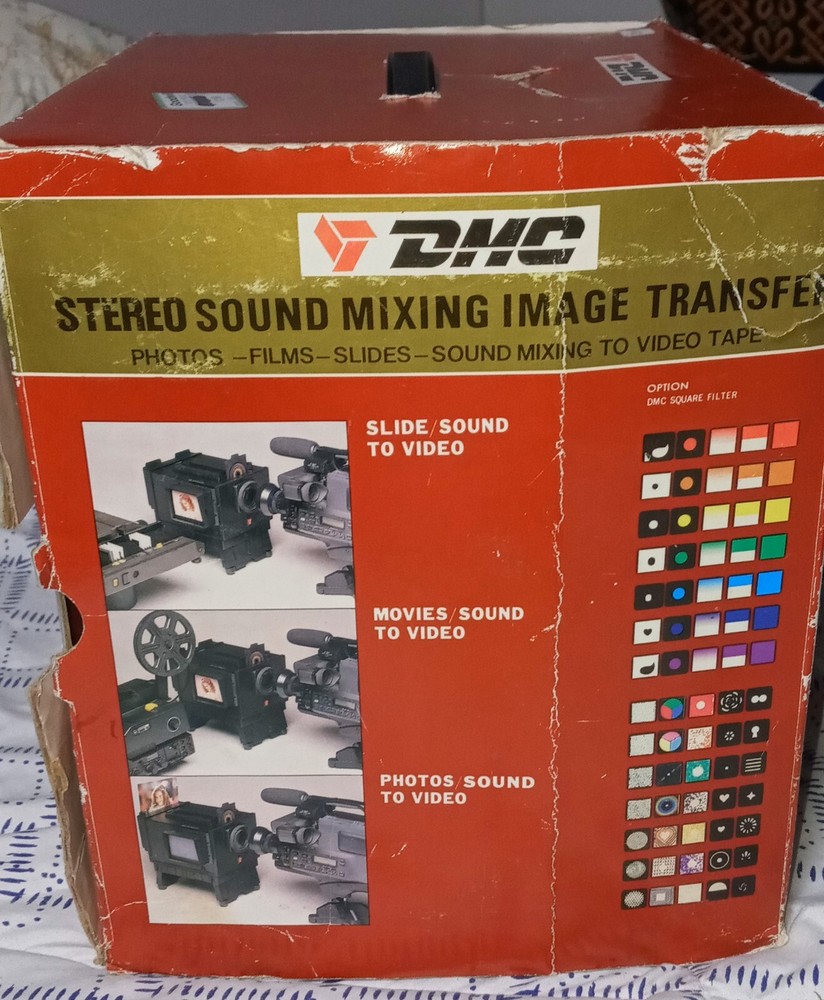 DMC
STEREO SOUND MIXING IMAGE TRANSFE
PHOTOS –FILMS–SLIDES–SOUND MIXING TO VIDEO TAPE
OPTION
DMC SQUARE FILTER
SLIDE/SOUND
TO VIDEO
MOVIES/SOUND
TO VIDEO
PHOTOS/SOUND
TO VIDEO